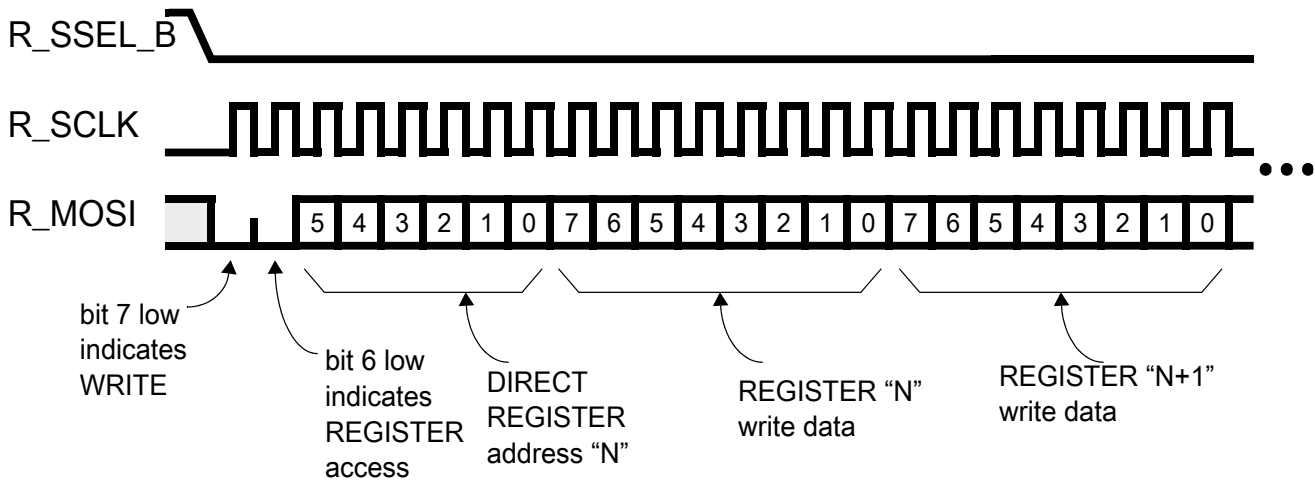 R_SSEL_B
R_SCLK
•••
R_MOSI
5 4 3 2 1 0 7 6 5 4 3 2 1 0 7 6 5 4 3 2 1 0
bit 7 low
indicates
WRITE
bit 6 low
indicates
REGISTER
access
DIRECT
REGISTER
address “N”
REGISTER “N”
write data
REGISTER “N+1”
write data